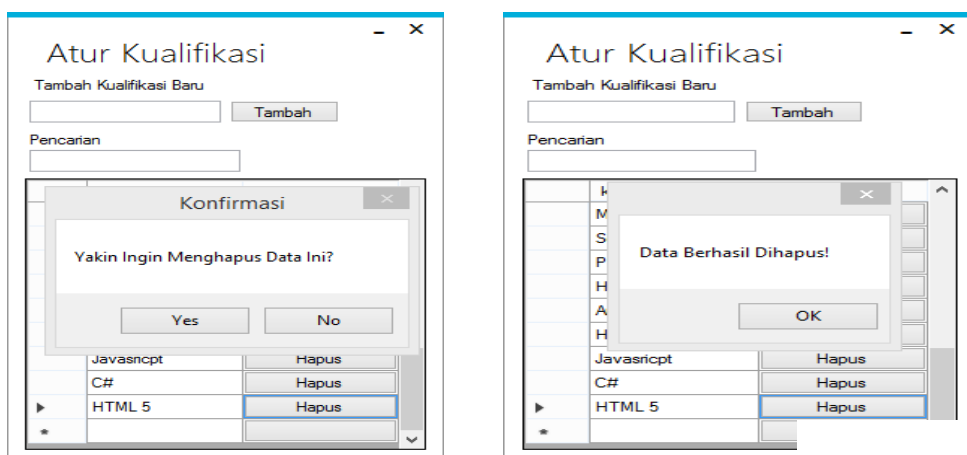 Atur Kualifikasi
Tambah Kualifikasi Baru
Tambah
Pencarian
Konfirmasi
Yakin Ingin Menghapus Data Ini?
Yes No
Javasricpt Hapus
C# Hapus
HTML 5 Hapus
Atur Kualifikasi
Tambah Kualifikasi Baru
Tambah
Pencarian
M
S
P
H
A
H
Data Berhasil Dihapus!
OK
Javasricpt Hapus
C# Hapus
HTML 5 Hapus